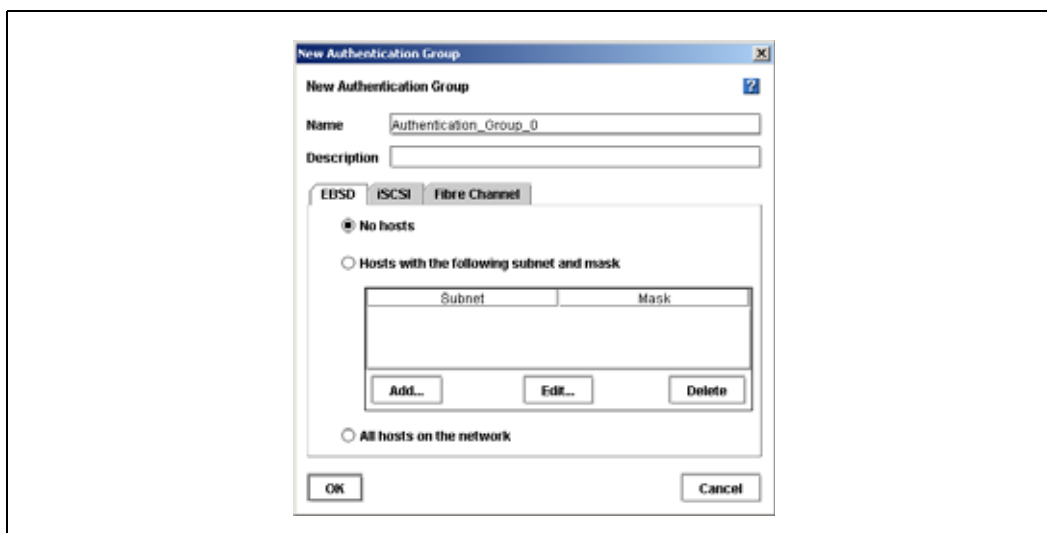 New Authentication Group
New Authentication Group
?
Name Authentication_Group_0
Description
EBSD iSCSI Fibre Channel
No hosts
Hosts with the following subnet and mask
Subnet Mask
Add... Edit... Delete
All hosts on the network
OK Cancel